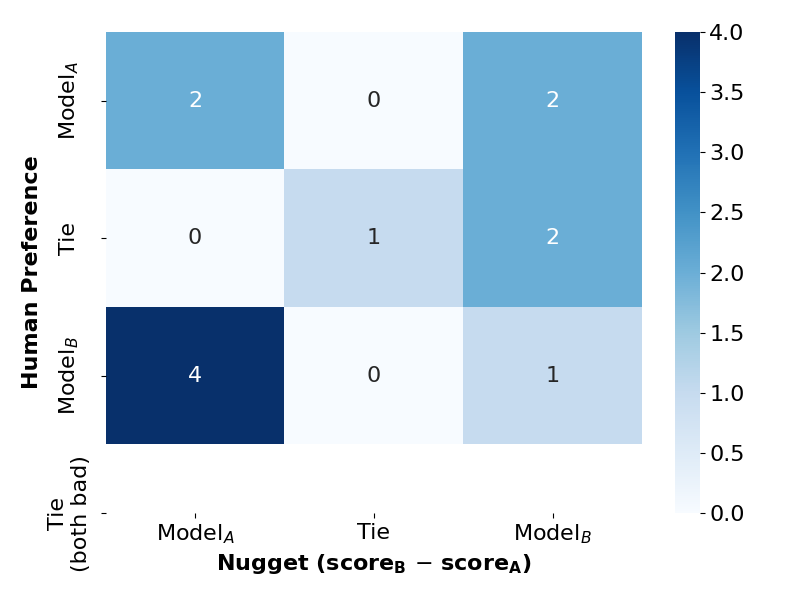 4.0
3.5
3.0
2.5
2.0
1.5
1.0
0.5
0.0
Human Preference
Model_A
Tie
Model_B
Tie
(both bad)
2 0 2
0 1 2
4 0 1
Model_A Tie Model_B
Nugget (score_B − score_A)